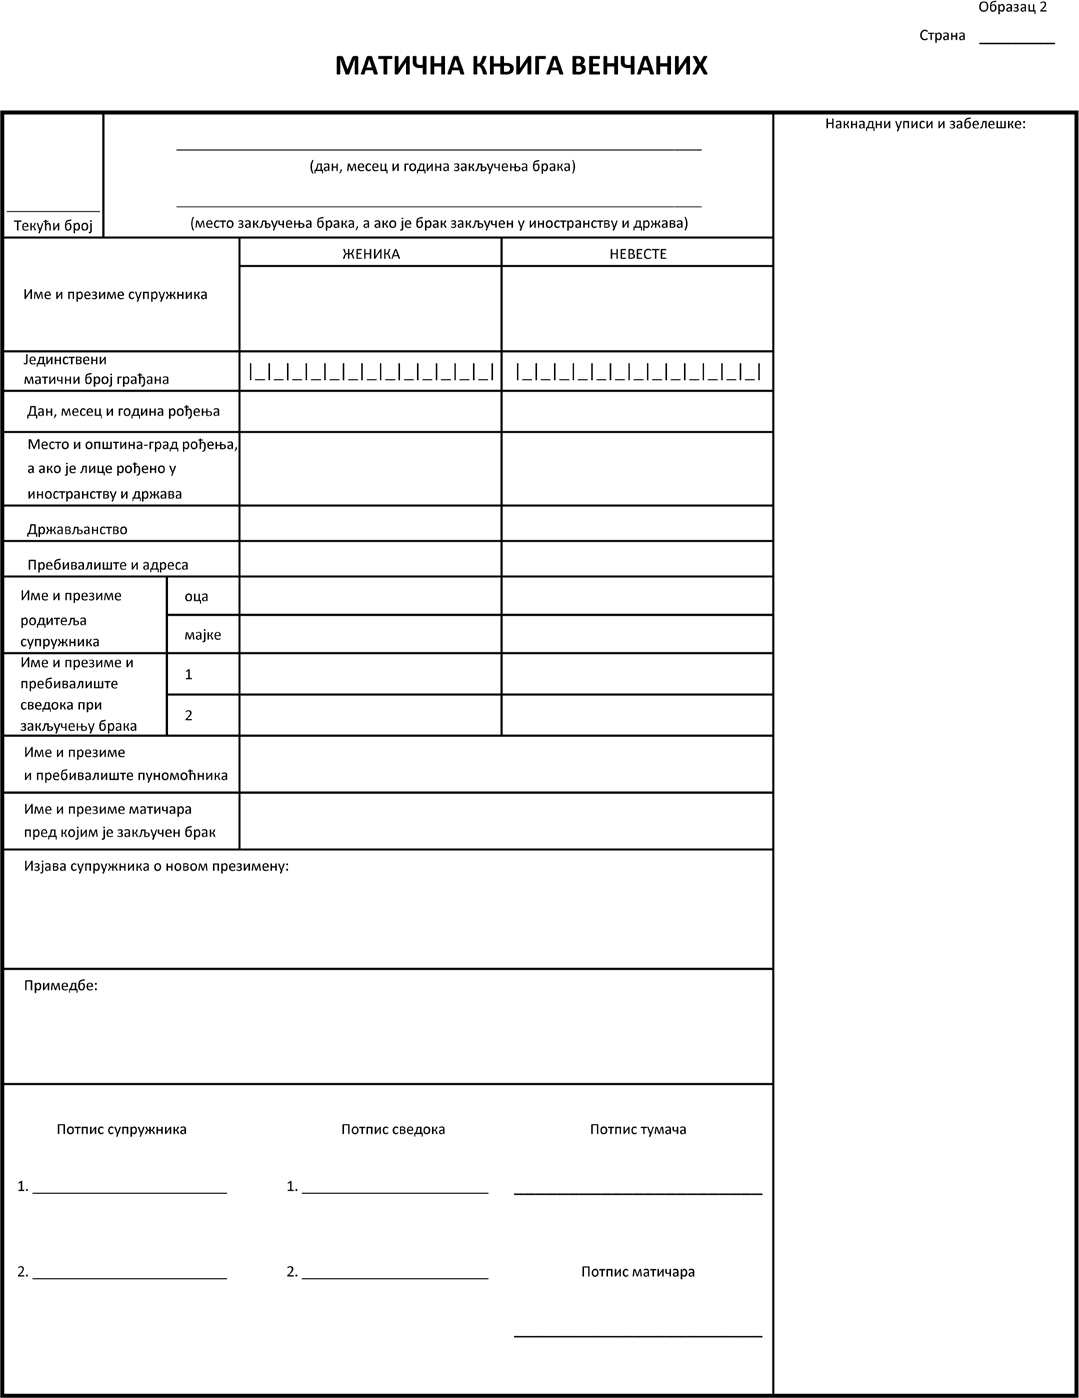 Образац 2
Страна
МАТИЧНА КЊИГА ВЕНЧАНИХ
Накнадни уписи и забелешке:
(дан, месец и година закључења брака)
Текући број
(место закључења брака, а ако је брак закључен у иностранству и држава)
ЖЕНИКА
НЕВЕСТЕ
Име и презиме супружника
Јединствени
матични број грађана
Дан, месец и година рођења
Место и општина-град рођења,
а ако је лице рођено у
иностранству и држава
Држављанство
Пребивалиште и адреса
Име и презиме
родитеља
супружника
оца
мајке
Име и презиме и
пребивалиште
сведока при
закључењу брака
1
2
Име и презиме
и пребивалиште пуномоћника
Име и презиме матичара
пред којим је закључен брак
Изјава супружника о новом презимену:
Примедбе:
Потпис супружника
Потпис сведока
Потпис тумача
1.
1.
2.
2.
Потпис матичара